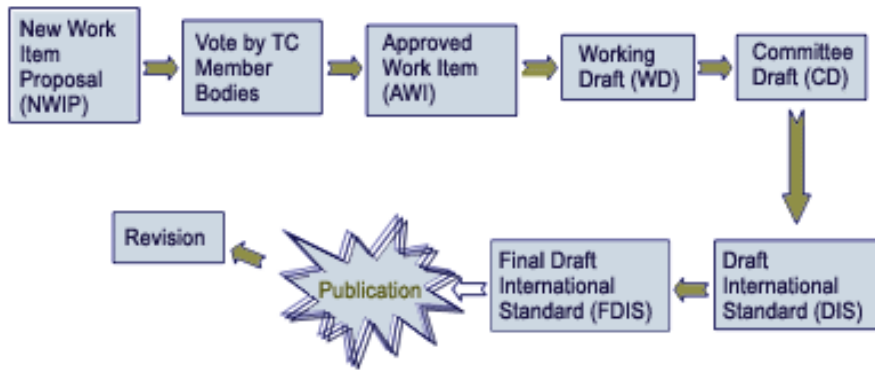 New Work
Item
Proposal
(NWIP)
Vote by TC
Member
Bodies
Approved
Work Item
(AWI)
Working
Draft (WD)
Committee
Draft (CD)
Draft
International
Standard (DIS)
Final Draft
International
Standard (FDIS)
Publication
Revision